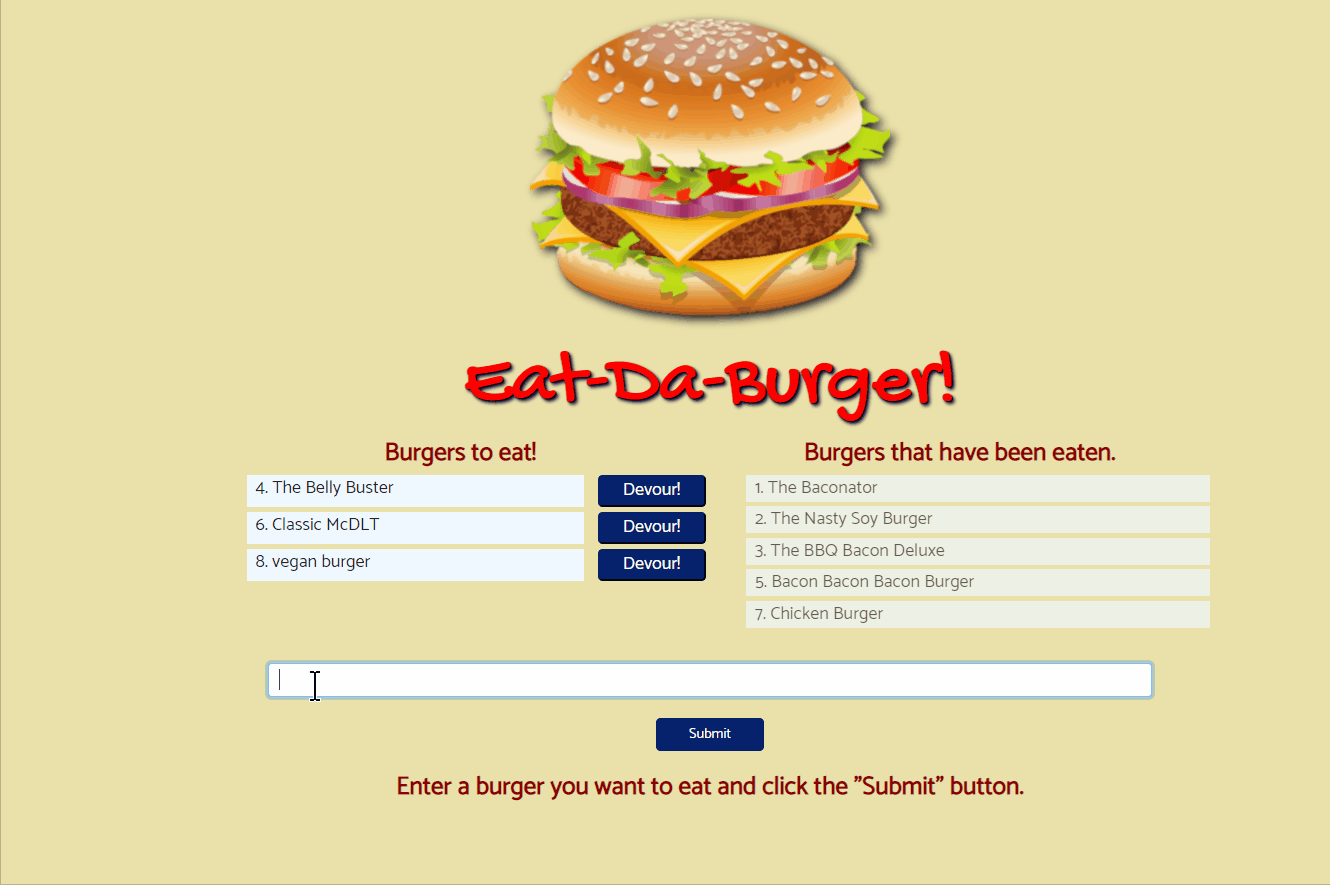 Eat-Da-Burger!
Burgers to eat!
4. The Belly Buster
Devour!
6. Classic McDLT
Devour!
8. vegan burger
Devour!
Burgers that have been eaten.
1. The Baconator
2. The Nasty Soy Burger
3. The BBQ Bacon Deluxe
5. Bacon Bacon Bacon Burger
7. Chicken Burger
Submit
Enter a burger you want to eat and click the ”Submit” button.